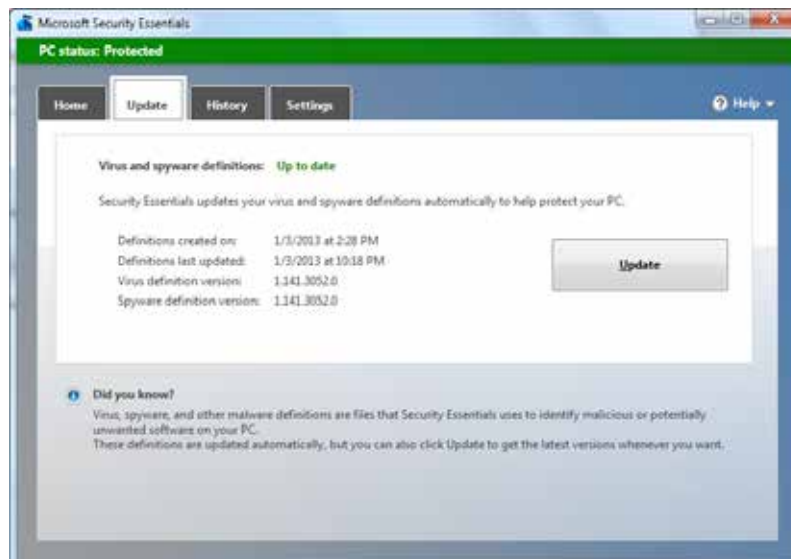 Microsoft Security Essentials
PC status: Protected
Home
Update
History
Settings
Help
Virus and spyware definitions: Up to date
Security Essentials updates your virus and spyware definitions automatically to help protect your PC.
Definitions created on: 1/3/2013 at 2:28 PM
Definitions last updated: 1/3/2013 at 10:18 PM
Virus definition version: 1.141.3052.0
Spyware definition version: 1.141.3052.0
Update
Did you know?
Virus, spyware, and other malware definitions are files that Security Essentials uses to identify malicious or potentially
unwanted software on your PC.
These definitions are updated automatically, but you can also click Update to get the latest versions whenever you want.